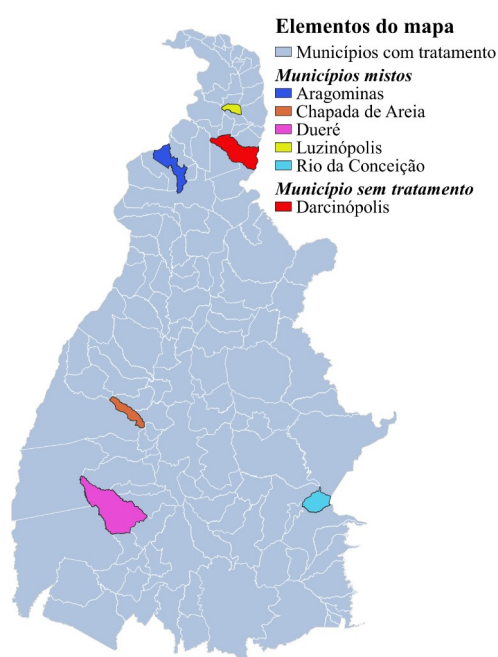 Elementos do mapa
Municípios com tratamento
Municípios mistos
Aragominas
Chapada de Areia
Dueré
Luzinópolis
Rio da Conceição
Município sem tratamento
Darcinópolis